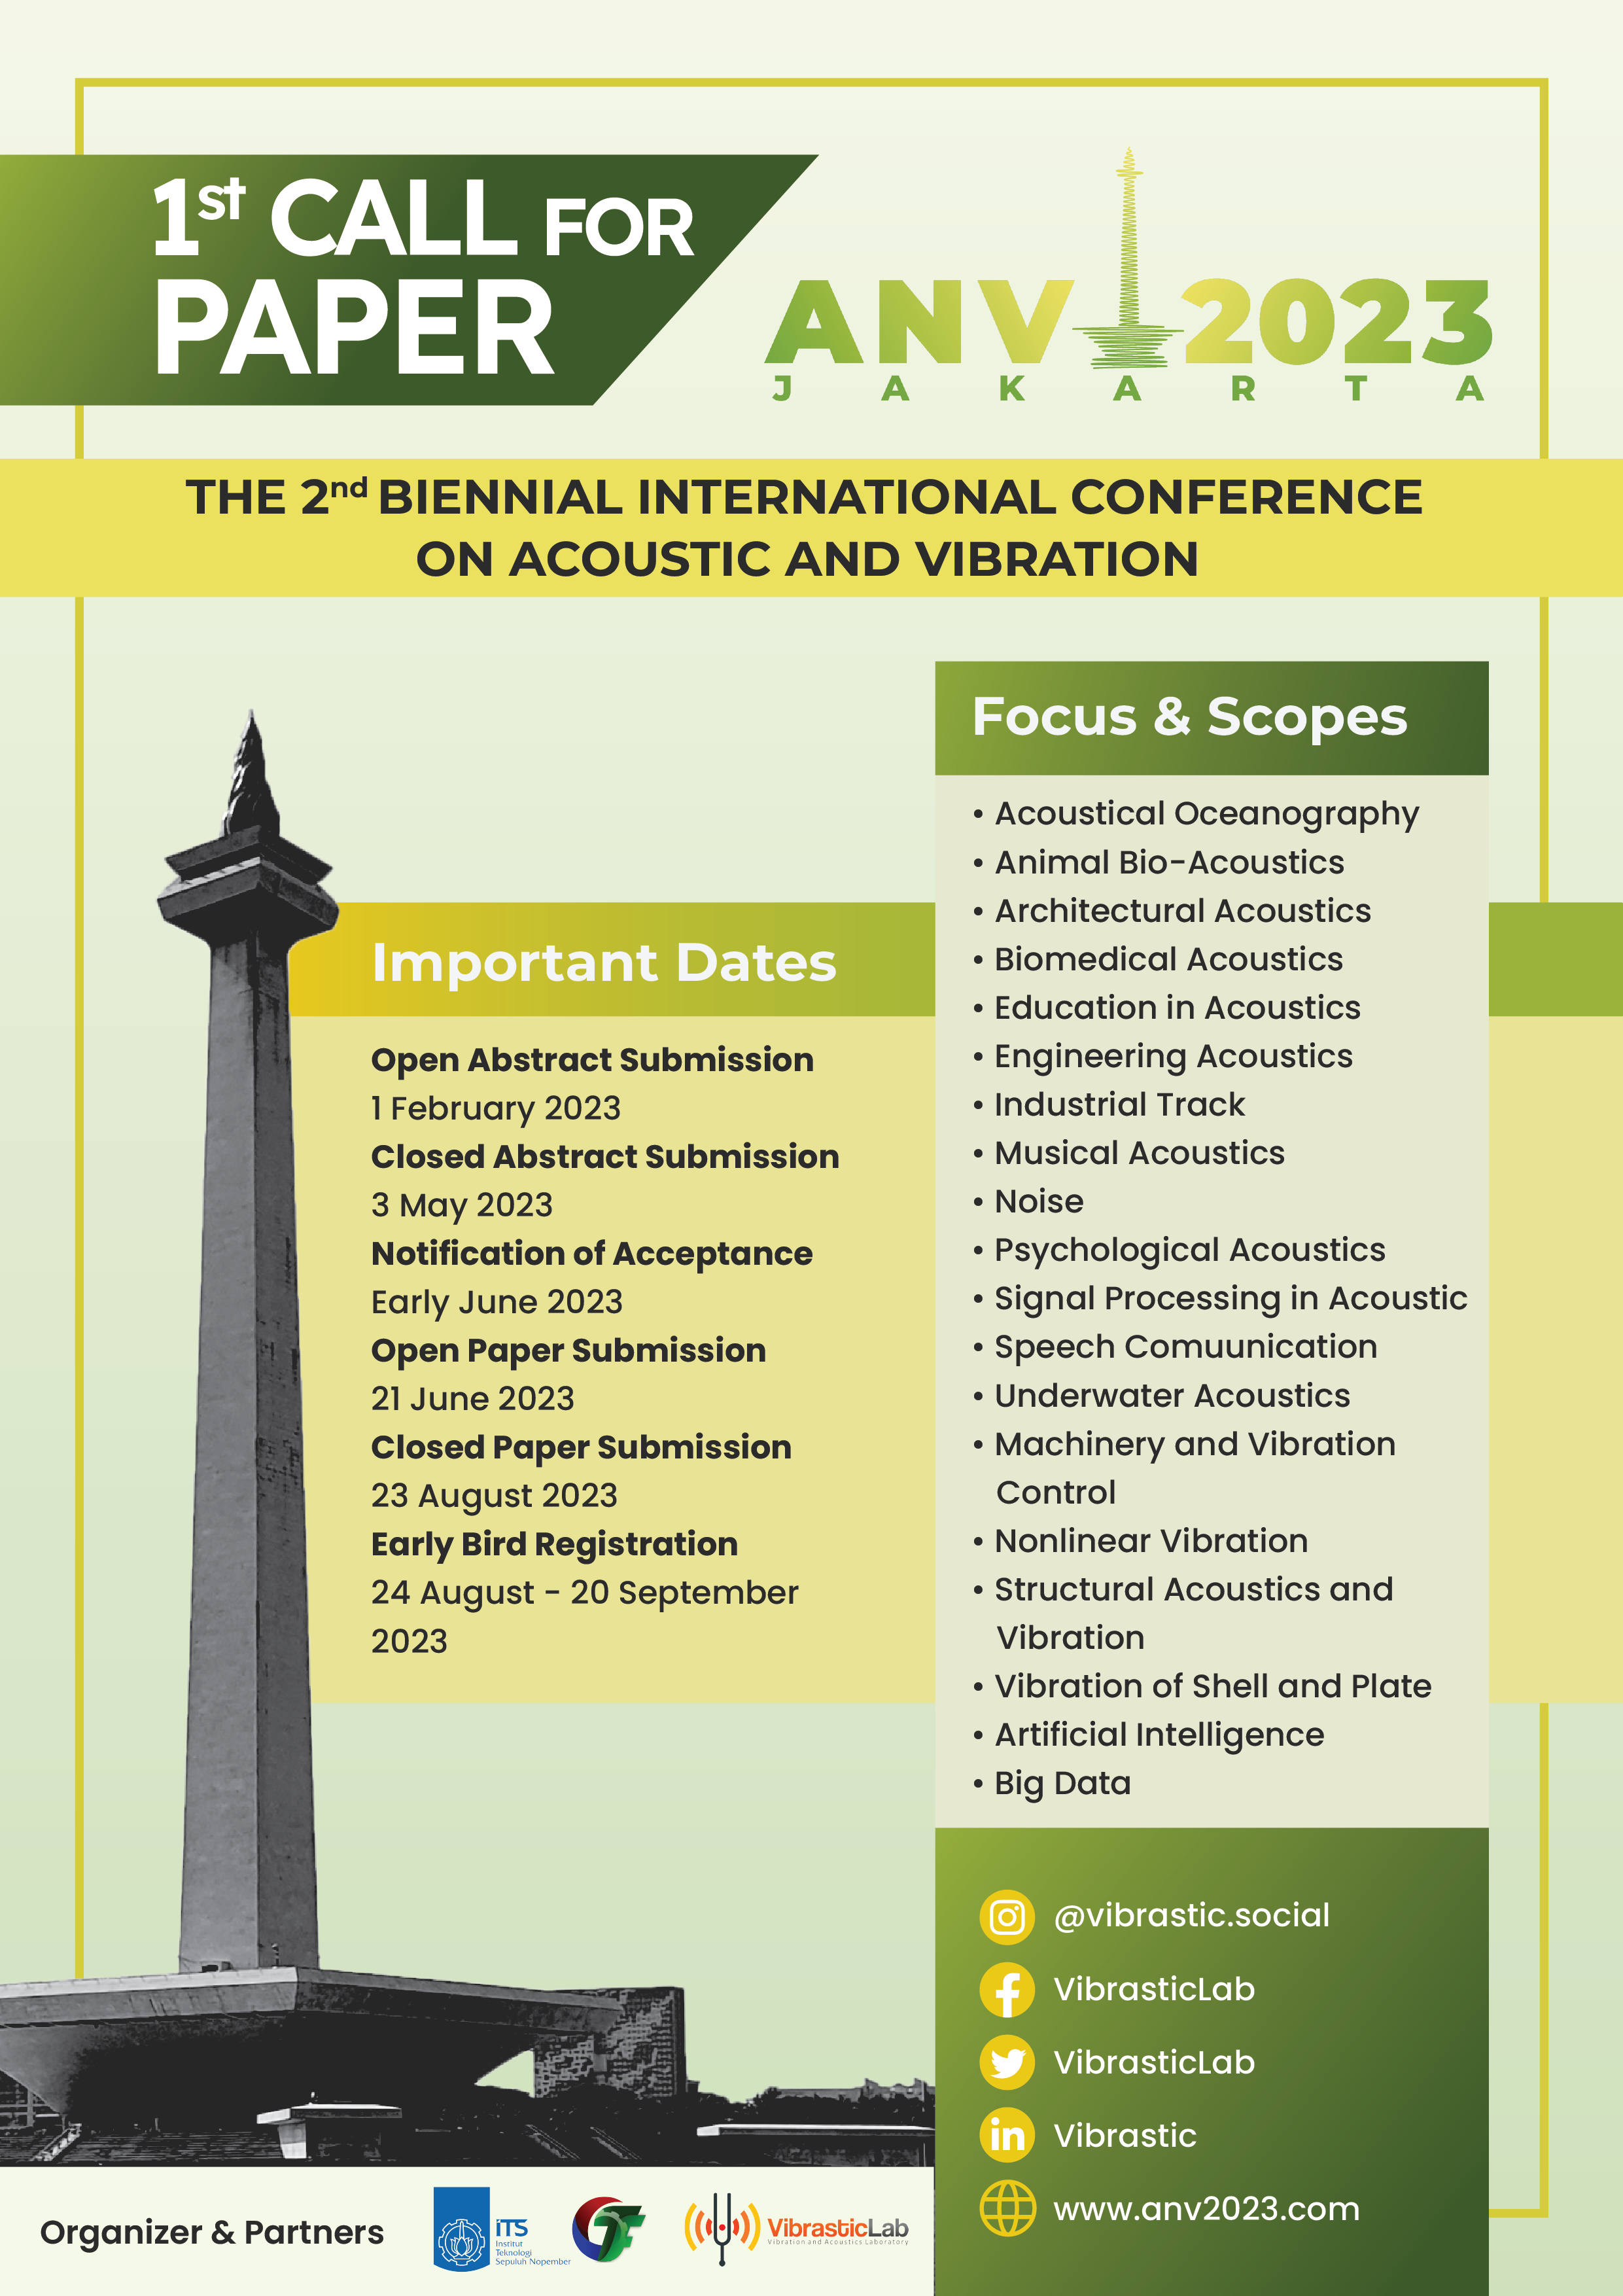 1st CALL FOR
PAPER
ANV 2023
JAKARTA
THE 2nd BIENNIAL INTERNATIONAL CONFERENCE
ON ACOUSTIC AND VIBRATION
Important Dates
Open Abstract Submission
1 February 2023
Closed Abstract Submission
3 May 2023
Notification of Acceptance
Early June 2023
Open Paper Submission
21 June 2023
Closed Paper Submission
23 August 2023
Early Bird Registration
24 August - 20 September
2023
Focus & Scopes
• Acoustical Oceanography
• Animal Bio-Acoustics
• Architectural Acoustics
• Biomedical Acoustics
• Education in Acoustics
• Engineering Acoustics
• Industrial Track
• Musical Acoustics
• Noise
• Psychological Acoustics
• Signal Processing in Acoustic
• Speech Comuunication
• Underwater Acoustics
• Machinery and Vibration
Control
• Nonlinear Vibration
• Structural Acoustics and
Vibration
• Vibration of Shell and Plate
• Artificial Intelligence
• Big Data
@vibrastic.social
VibrasticLab
VibrasticLab
Vibrastic
www.anv2023.com
Organizer & Partners
iTS
Institut
Teknologi
Sepuluh Nopember
TF
VibrasticLab
Vibration and Acoustics Laboratory